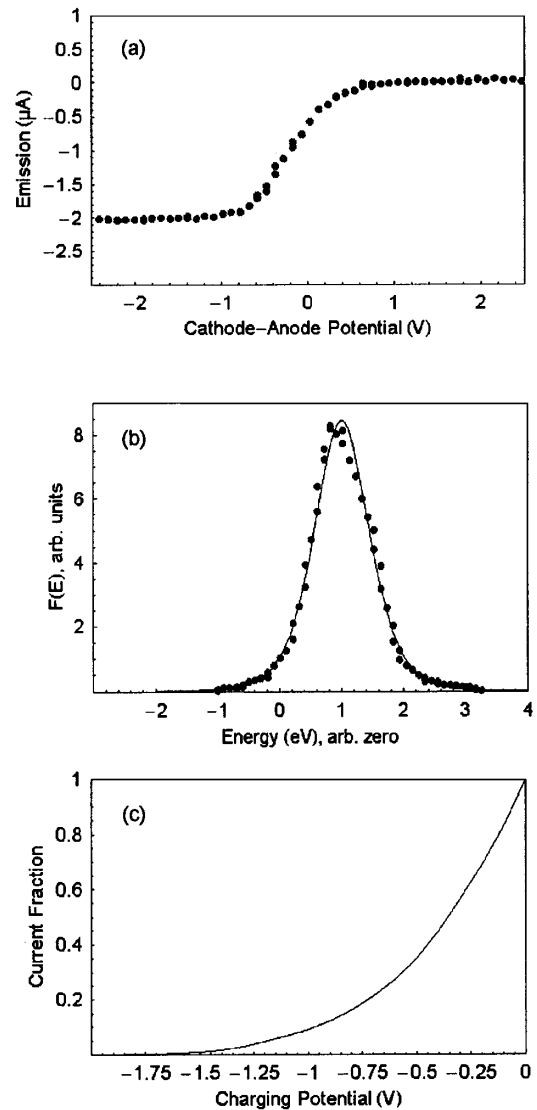 (a)
1
0.5
0
−0.5
−1
−1.5
−2
−2.5
Emission (μA)
−2 −1 0 1 2
Cathode−Anode Potential (V)
(b)
8
6
4
2
F(E), arb. units
−2 −1 0 1 2 3 4
Energy (eV), arb. zero
(c)
1
0.8
0.6
0.4
0.2
Current Fraction
−1.75 −1.5 −1.25 −1 −0.75 −0.5 −0.25 0
Charging Potential (V)